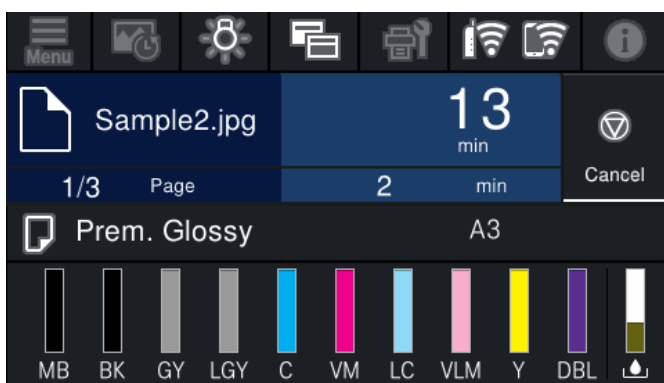 Menu
Sample2.jpg
13
min
Cancel
1/3 Page
2 min
Prem. Glossy A3
MB BK GY LGY C VM LC VLM Y DBL